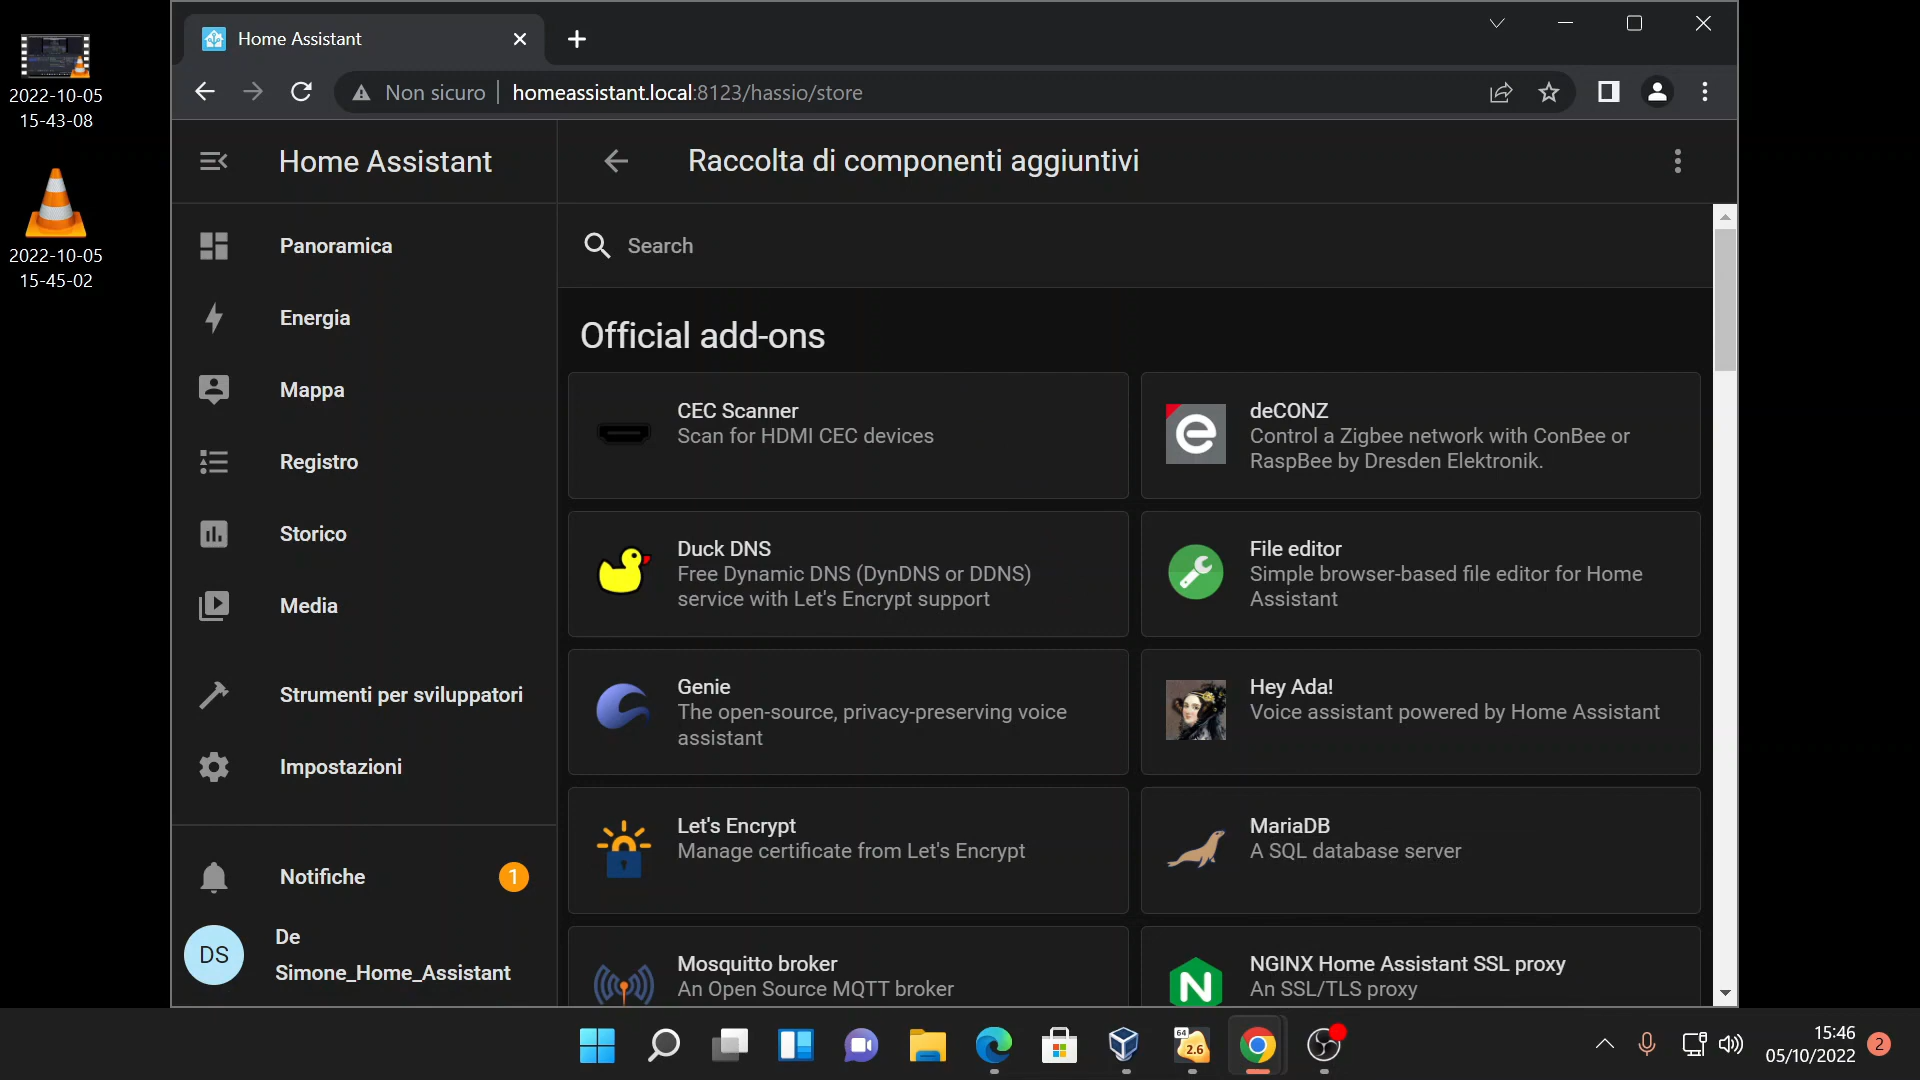 2022-10-05
15-43-08
2022-10-05
15-45-02
Home Assistant
Non sicuro
homeassistant.local:8123/hassio/store
Home Assistant
Panoramica
Energia
Mappa
Registro
Storico
Media
Strumenti per sviluppatori
Impostazioni
Notifiche
1
DS
De
Simone_Home_Assistant
Raccolta di componenti aggiuntivi
Search
Official add-ons
CEC Scanner
Scan for HDMI CEC devices
deCONZ
Control a Zigbee network with ConBee or
RaspBee by Dresden Elektronik.
Duck DNS
Free Dynamic DNS (DynDNS or DDNS)
service with Let's Encrypt support
File editor
Simple browser-based file editor for Home
Assistant
Genie
The open-source, privacy-preserving voice
assistant
Hey Ada!
Voice assistant powered by Home Assistant
Let's Encrypt
Manage certificate from Let's Encrypt
MariaDB
A SQL database server
Mosquitto broker
An Open Source MQTT broker
N
NGINX Home Assistant SSL proxy
An SSL/TLS proxy
64
2.6
15:46
05/10/2022
2